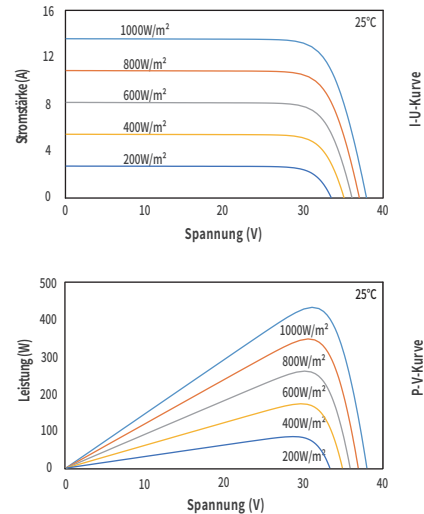 16
25°C
1000W/m²
12
800W/m²
Stromstärke(A)
I-U-Kurve
600W/m²
8
400W/m²
4
200W/m²
0
0
10
20
30
40
Spannung (V)
500
25°C
400
1000W/m²
Leistung (W)
300
800W/m²
P-V-Kurve
600W/m²
200
400W/m²
100
200W/m²
0
0
10
20
30
40
Spannung (V)